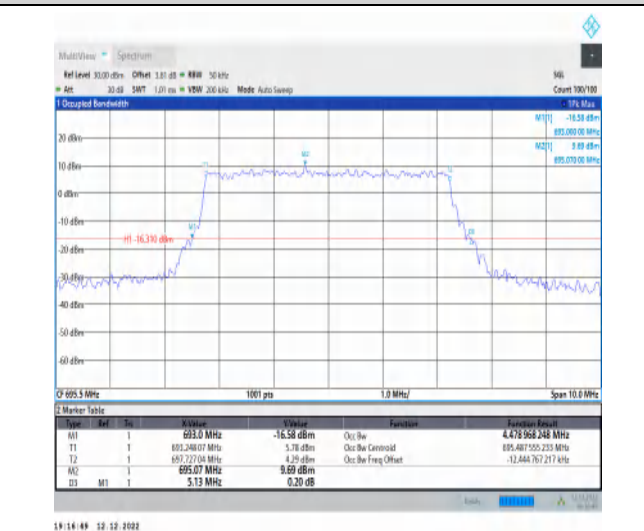 MultiView Spectrum
Ref Level 30.00 dBm Offset 3.81 dB RBW 50 kHz SGL
Att 30 dB SWT 1.01 ms VBW 200 kHz Mode Auto Sweep Count 100/100
1 Occupied Bandwidth 1Pk Max
M1[1] -16.58 dBm
693.000 00 MHz
M2[1] 9.69 dBm
695.070 00 MHz
20 dBm
10 dBm
0 dBm
-10 dBm
H1 -16.310 dBm
-20 dBm
-30 dBm
-40 dBm
-50 dBm
-60 dBm
T1
M2
T2
M1
D3
CF 695.5 MHz 1001 pts 1.0 MHz/ Span 10.0 MHz
2 Marker Table
Type Ref Trc X-Value Y-Value Function Function Result
M1 1 693.0 MHz -16.58 dBm Occ Bw 4.478 968 248 MHz
T1 1 693.24807 MHz 5.78 dBm Occ Bw Centroid 695.487 555 233 MHz
T2 1 697.72704 MHz 4.29 dBm Occ Bw Freq Offset -12.444 767 217 kHz
M2 1 695.07 MHz 9.69 dBm
D3 M1 1 5.13 MHz 0.20 dB
19:16:49 12.12.2022